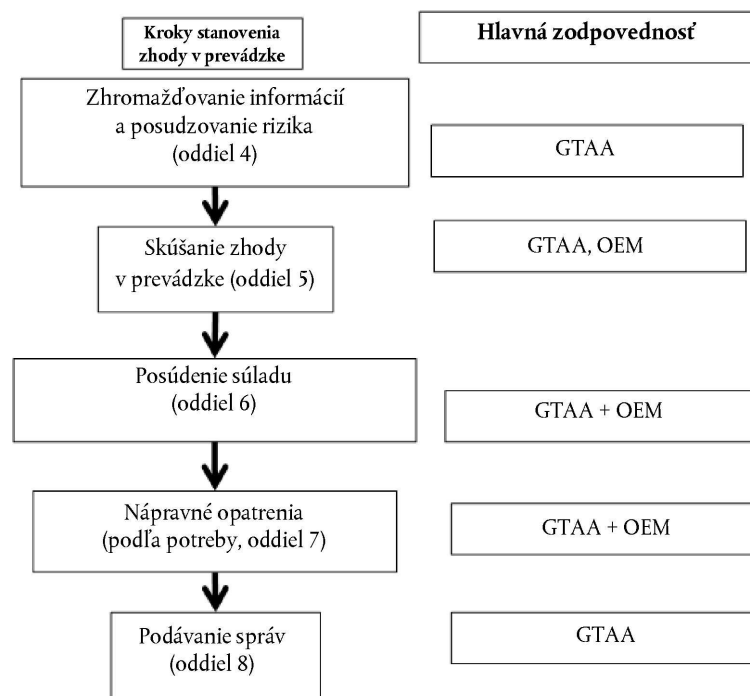 Kroky stanovenia
zhody v prevádzke
Hlavná zodpovednosť
Zhromažďovanie informácií
a posudzovanie rizika
(oddiel 4)
GTAA
Skúšanie zhody
v prevádzke (oddiel 5)
GTAA, OEM
Posúdenie súladu
(oddiel 6)
GTAA + OEM
Nápravné opatrenia
(podľa potreby, oddiel 7)
GTAA + OEM
Podávanie správ
(oddiel 8)
GTAA